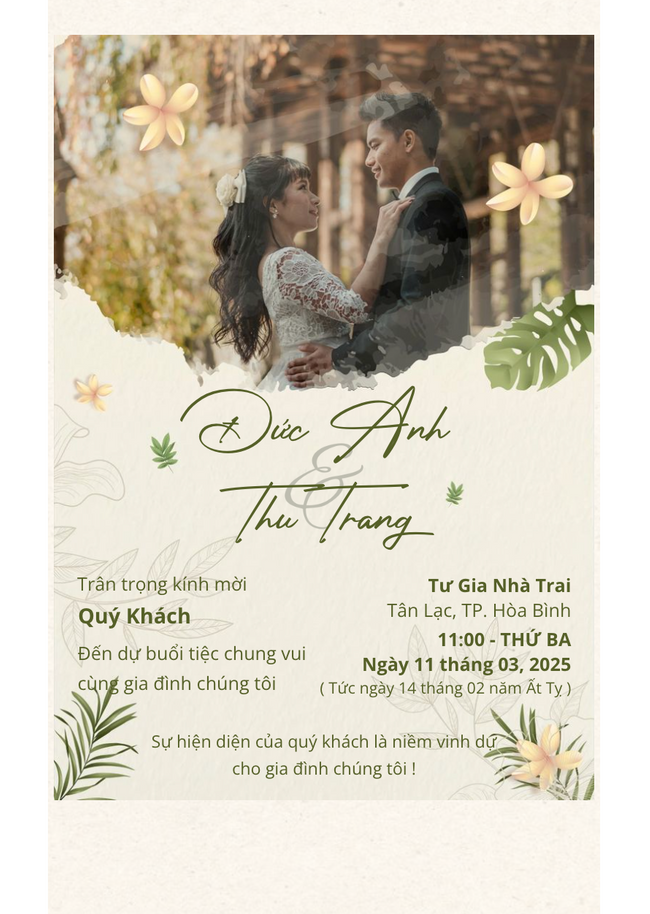 Đức Anh
&
Thu Trang
Trân trọng kính mời
Quý Khách
Đến dự buổi tiệc chung vui
cùng gia đình chúng tôi
Tư Gia Nhà Trai
Tân Lạc, TP. Hòa Bình
11:00 - THỨ BA
Ngày 11 tháng 03, 2025
( Tức ngày 14 tháng 02 năm Ất Tỵ )
Sự hiện diện của quý khách là niềm vinh dự
cho gia đình chúng tôi !